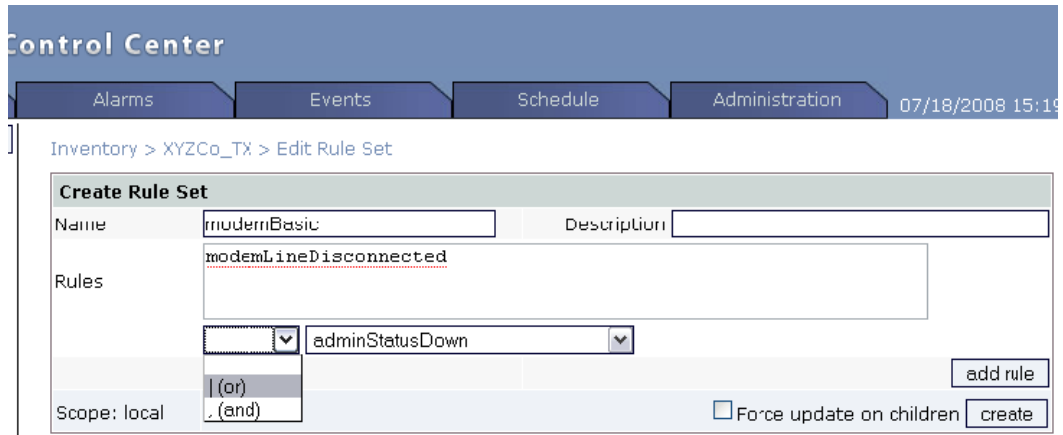 Control Center
Alarms Events Schedule Administration 07/18/2008 15:19
Inventory > XYZCo_TX > Edit Rule Set
Create Rule Set
Name modemBasic Description
Rules modemLineDisconnected
adminStatusDown
| (or)
add rule
, (and)
Scope: local Force update on children create